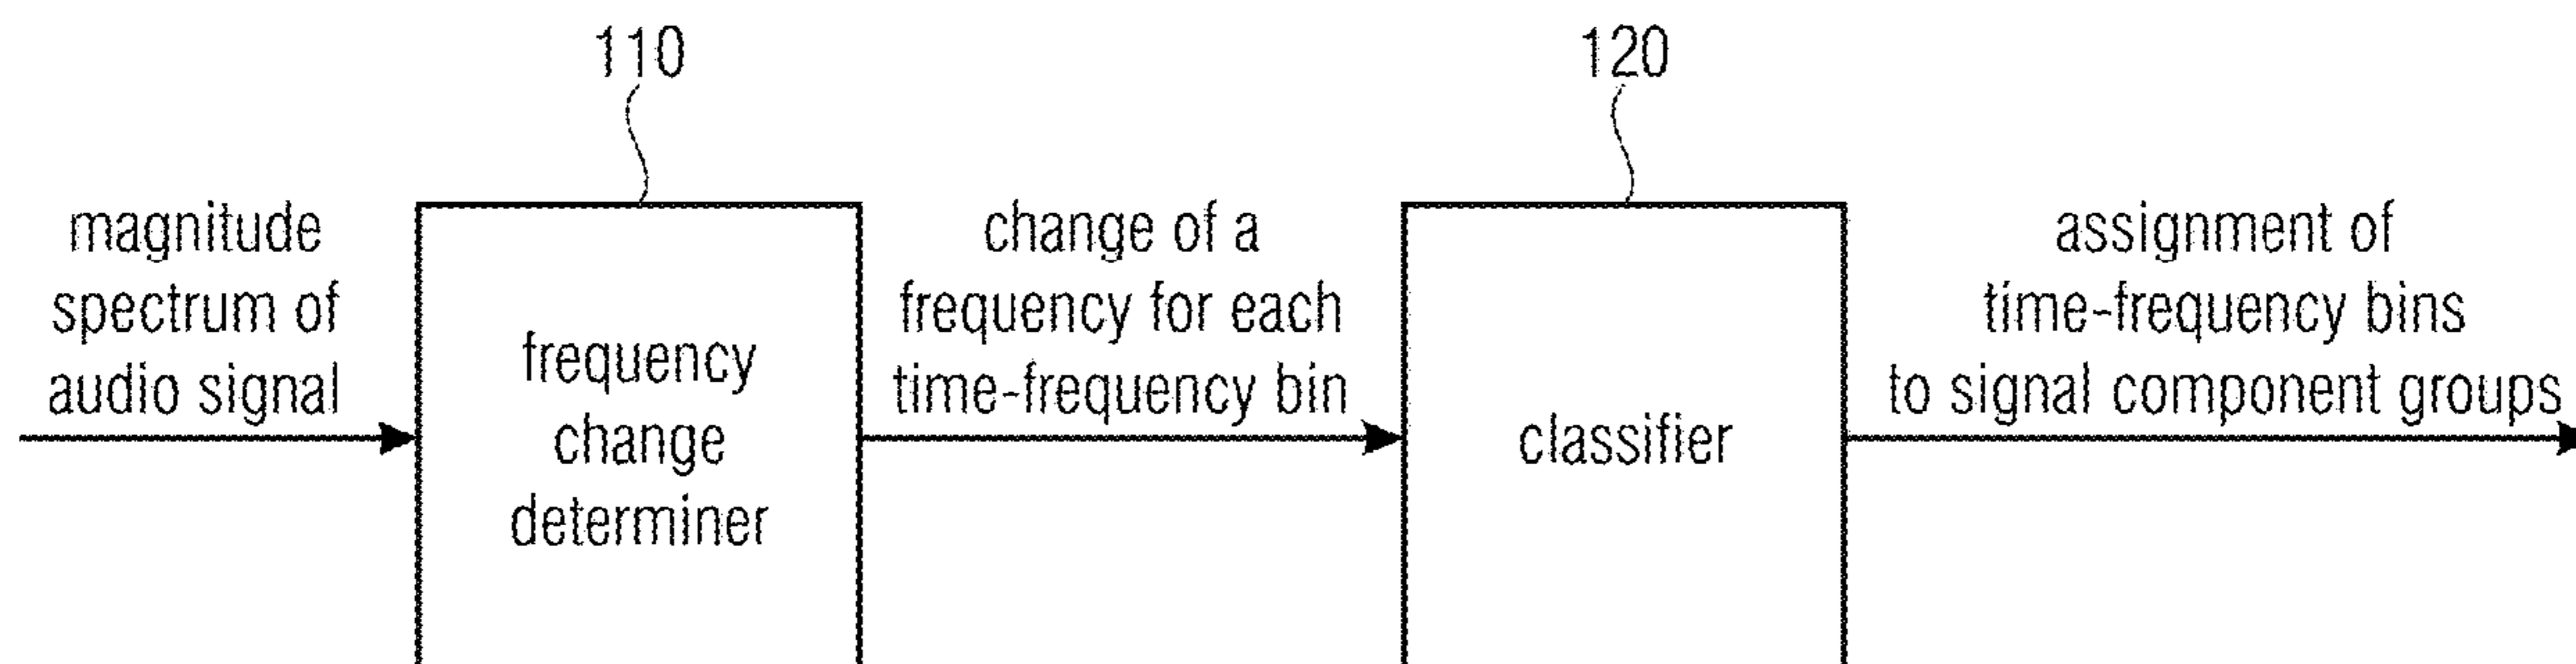 110
120
magnitude
spectrum of
audio signal
frequency
change
determiner
change of a
frequency for each
time-frequency bin
classifier
assignment of
time-frequency bins
to signal component groups